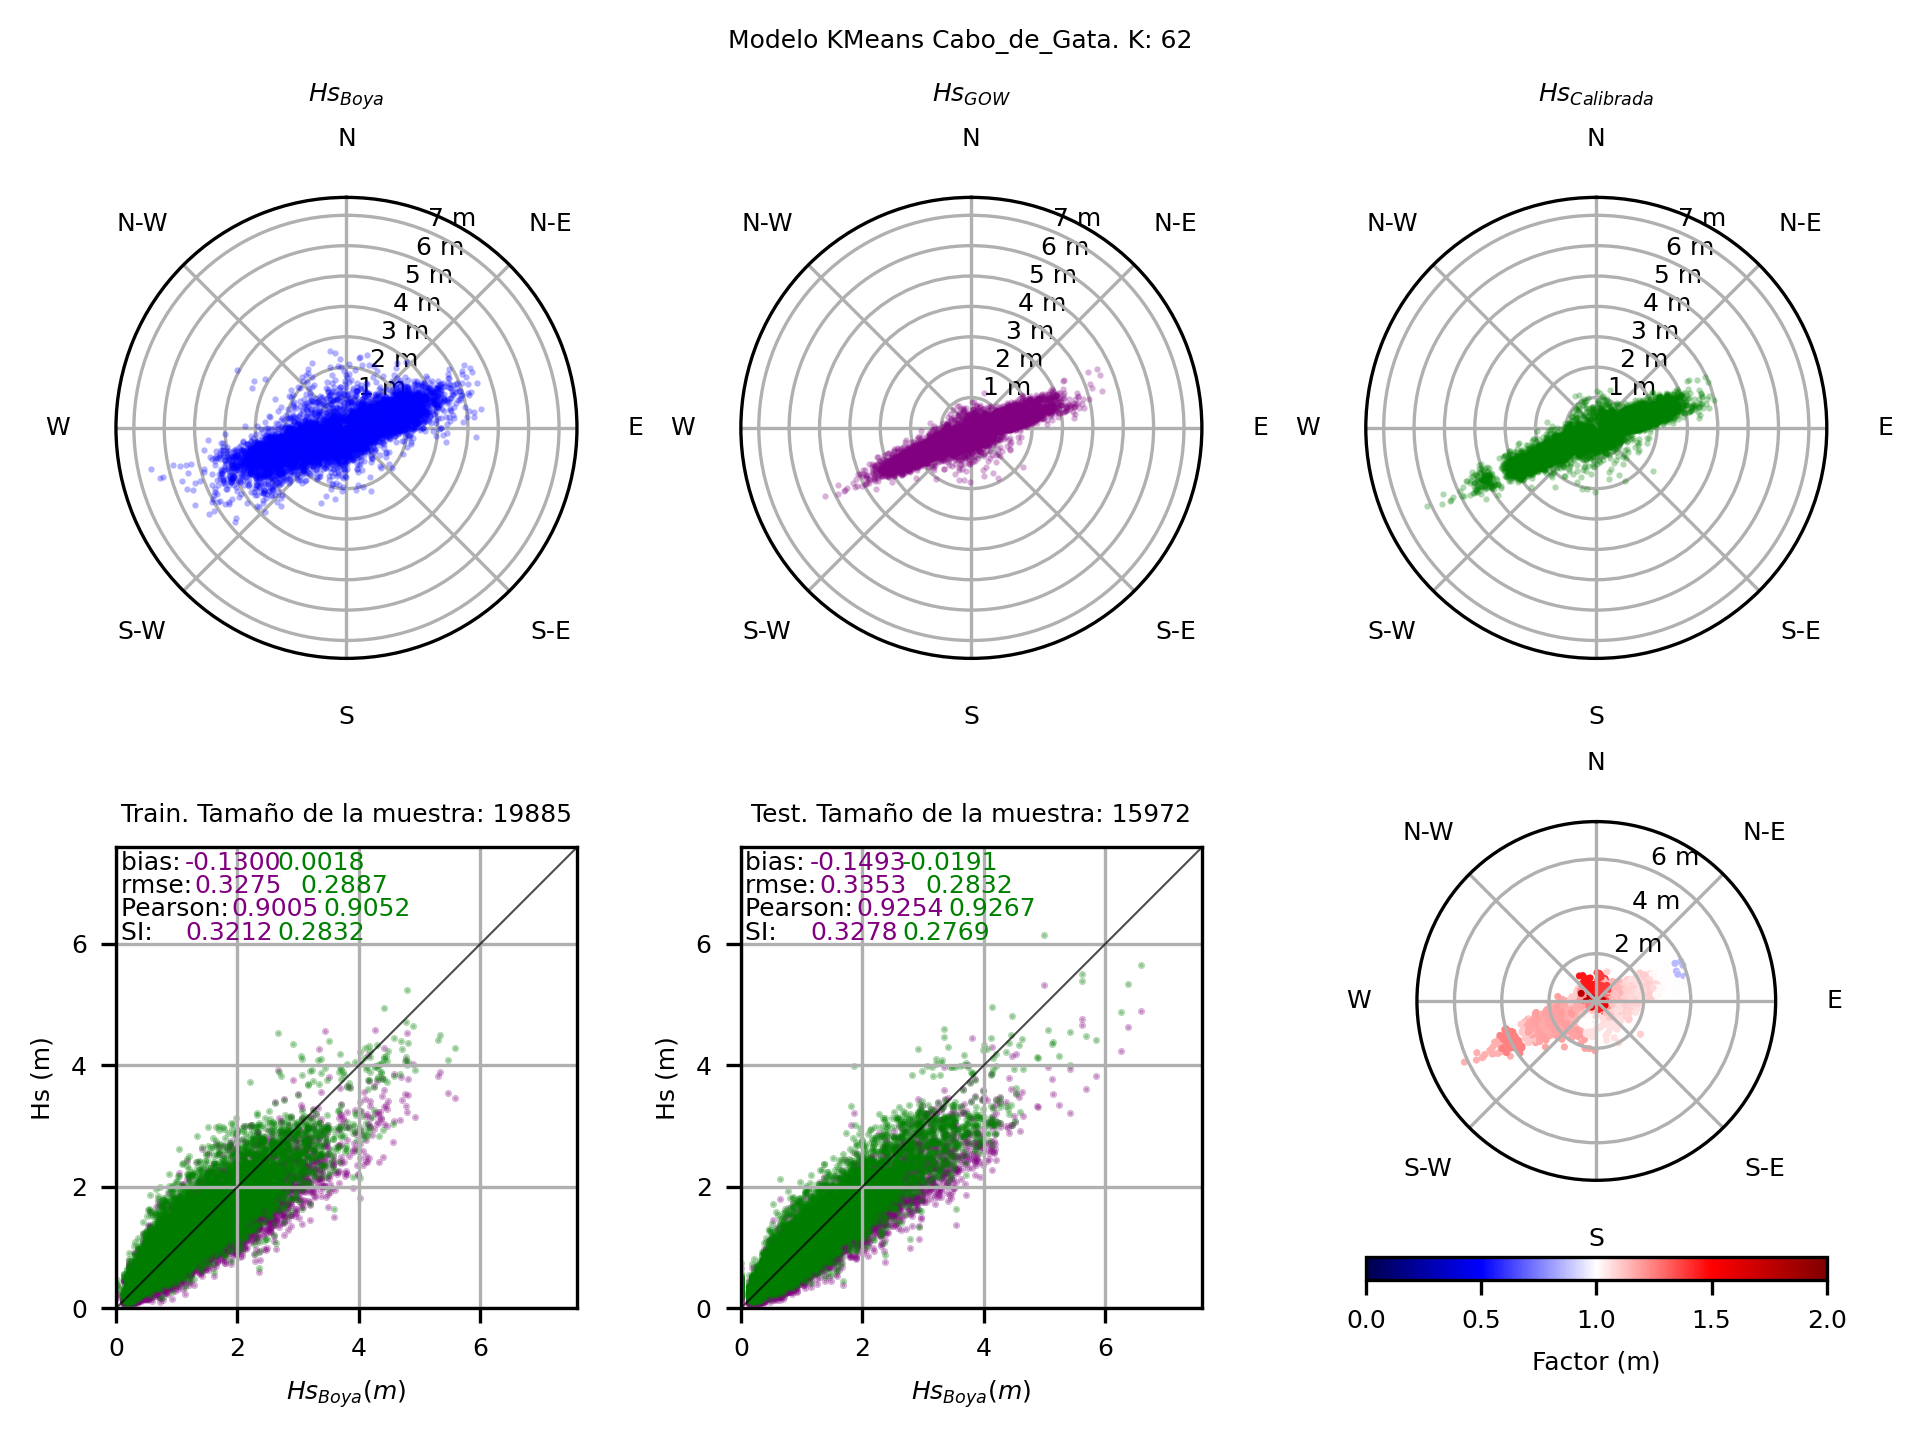 Modelo KMeans Cabo_de_Gata. K: 62
Hs_Boya
N
N-W
N-E
W
E
S-W
S-E
S
7 m
6 m
5 m
4 m
3 m
2 m
1 m
Hs_GOW
N
N-W
N-E
W
E
S-W
S-E
S
7 m
6 m
5 m
4 m
3 m
2 m
1 m
Hs_Calibrada
N
N-W
N-E
W
E
S-W
S-E
S
7 m
6 m
5 m
4 m
3 m
2 m
1 m
Train. Tamaño de la muestra: 19885
bias: -0.1300 0.0018
rmse: 0.3275 0.2887
Pearson: 0.9005 0.9052
SI: 0.3212 0.2832
Hs (m)
6
4
2
0
0 2 4 6
Hs_Boya(m)
Test. Tamaño de la muestra: 15972
bias: -0.1493 -0.0191
rmse: 0.3353 0.2832
Pearson: 0.9254 0.9267
SI: 0.3278 0.2769
Hs (m)
6
4
2
0
0 2 4 6
Hs_Boya(m)
N
N-W
N-E
W
E
S-W
S-E
S
6 m
4 m
2 m
0.0 0.5 1.0 1.5 2.0
Factor (m)